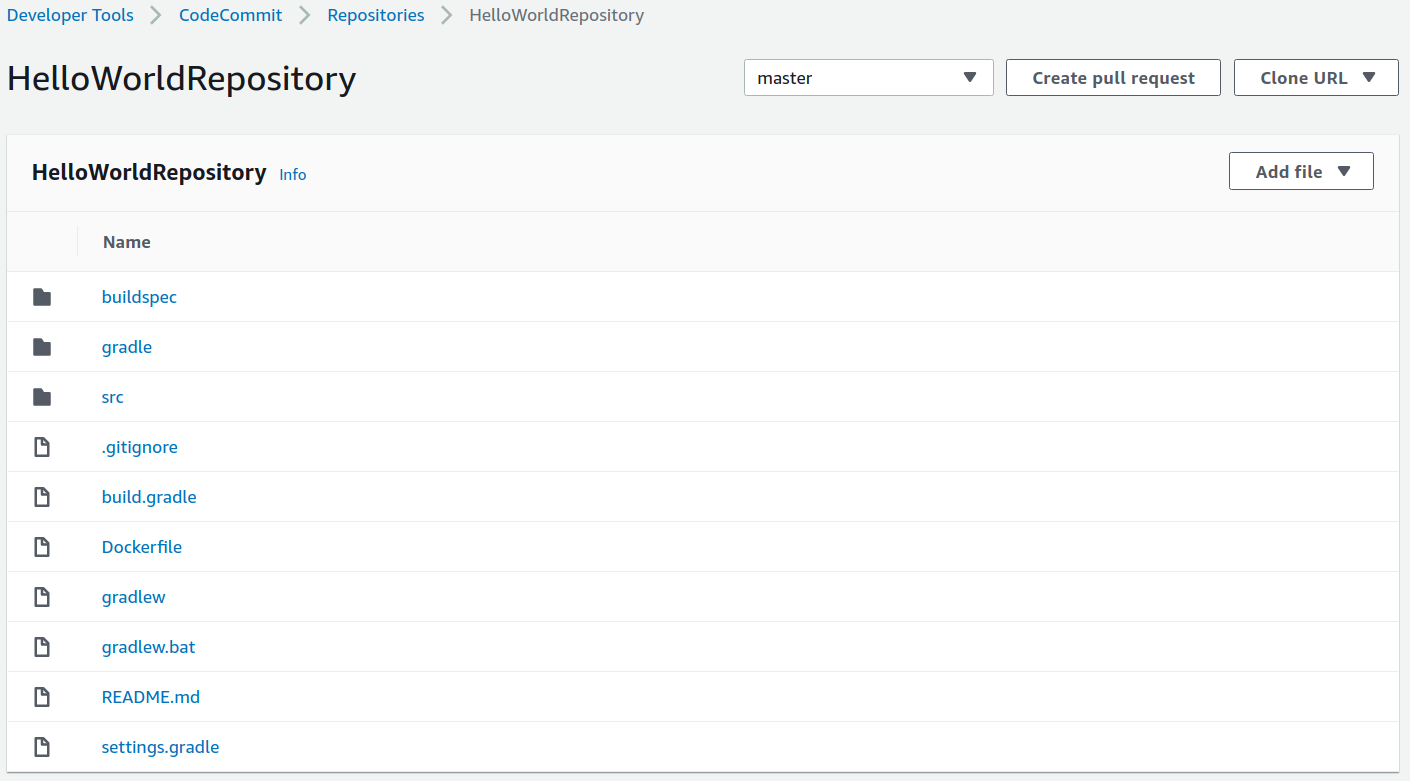 Developer Tools CodeCommit Repositories HelloWorldRepository
HelloWorldRepository master Create pull request Clone URL
HelloWorldRepository Info Add file
Name
buildspec
gradle
src
.gitignore
build.gradle
Dockerfile
gradlew
gradlew.bat
README.md
settings.gradle